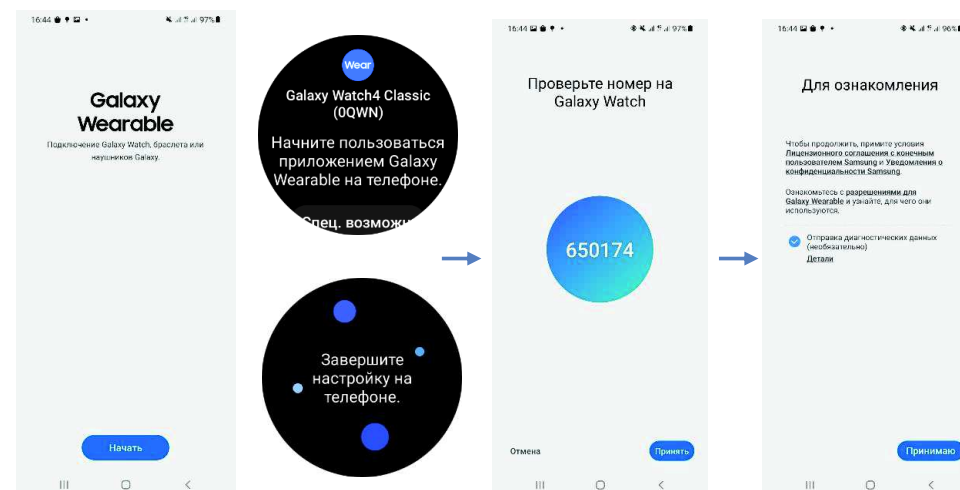 16:44
97%
Galaxy
Wearable
Подключение Galaxy Watch, браслета или
наушников Galaxy.
Начать
Wear
Galaxy Watch4 Classic
(0QWN)
Начните пользоваться
приложением Galaxy
Wearable на телефоне.
Спец. возможн
Завершите
настройку на
телефоне.
16:44
97%
Проверьте номер на
Galaxy Watch
650174
Отмена
Принять
16:44
96%
Для ознакомления
Чтобы продолжить, примите условия
Лицензионного соглашения с конечным
пользователем Samsung и Уведомления о
конфиденциальности Samsung.
Ознакомьтесь с разрешениями для
Galaxy Wearable и узнайте, для чего они
используются.
Отправка диагностических данных
(необязательно)
Детали
Принимаю